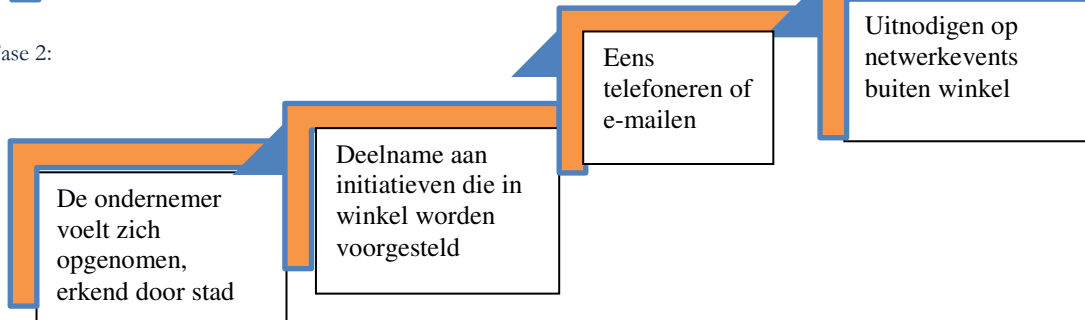 ase 2:
De ondernemer
voelt zich
opgenomen,
erkend door stad
Deelname aan
initiatieven die in
winkel worden
voorgesteld
Eens
telefoneren of
e-mailen
Uitnodigen op
netwerkevents
buiten winkel